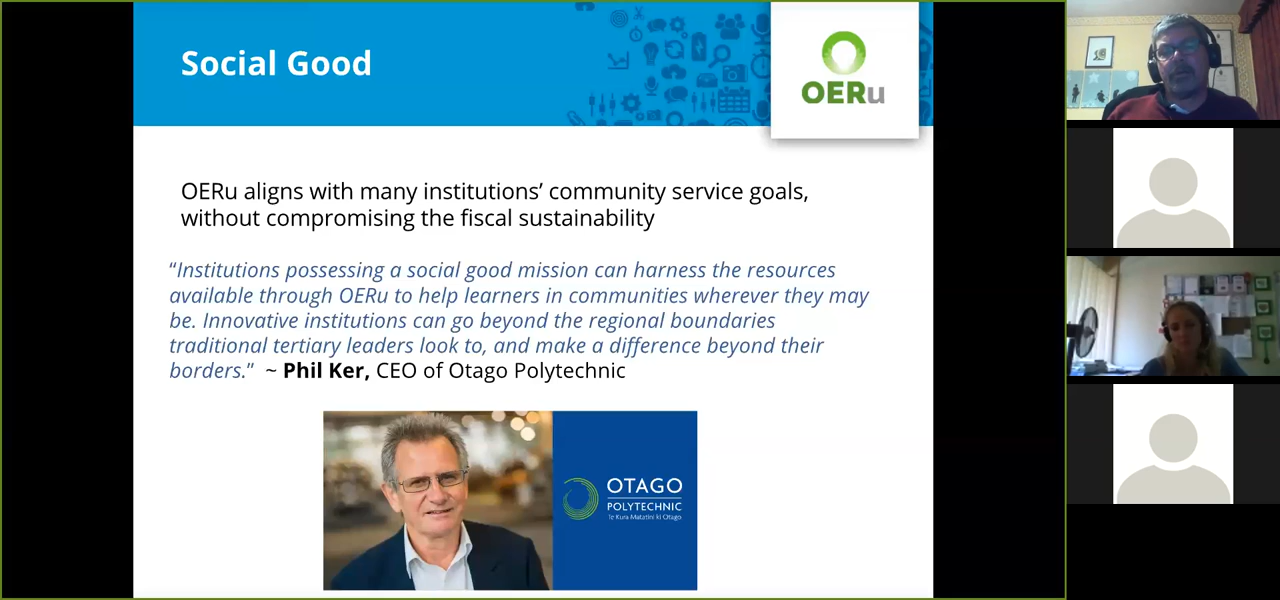 Social Good
OERu
OERu aligns with many institutions’ community service goals,
without compromising the fiscal sustainability
“Institutions possessing a social good mission can harness the resources
available through OERu to help learners in communities wherever they may
be. Innovative institutions can go beyond the regional boundaries
traditional tertiary leaders look to, and make a difference beyond their
borders.” ~ Phil Ker, CEO of Otago Polytechnic
OTAGO
POLYTECHNIC
Te Kura Matatini ki Otago